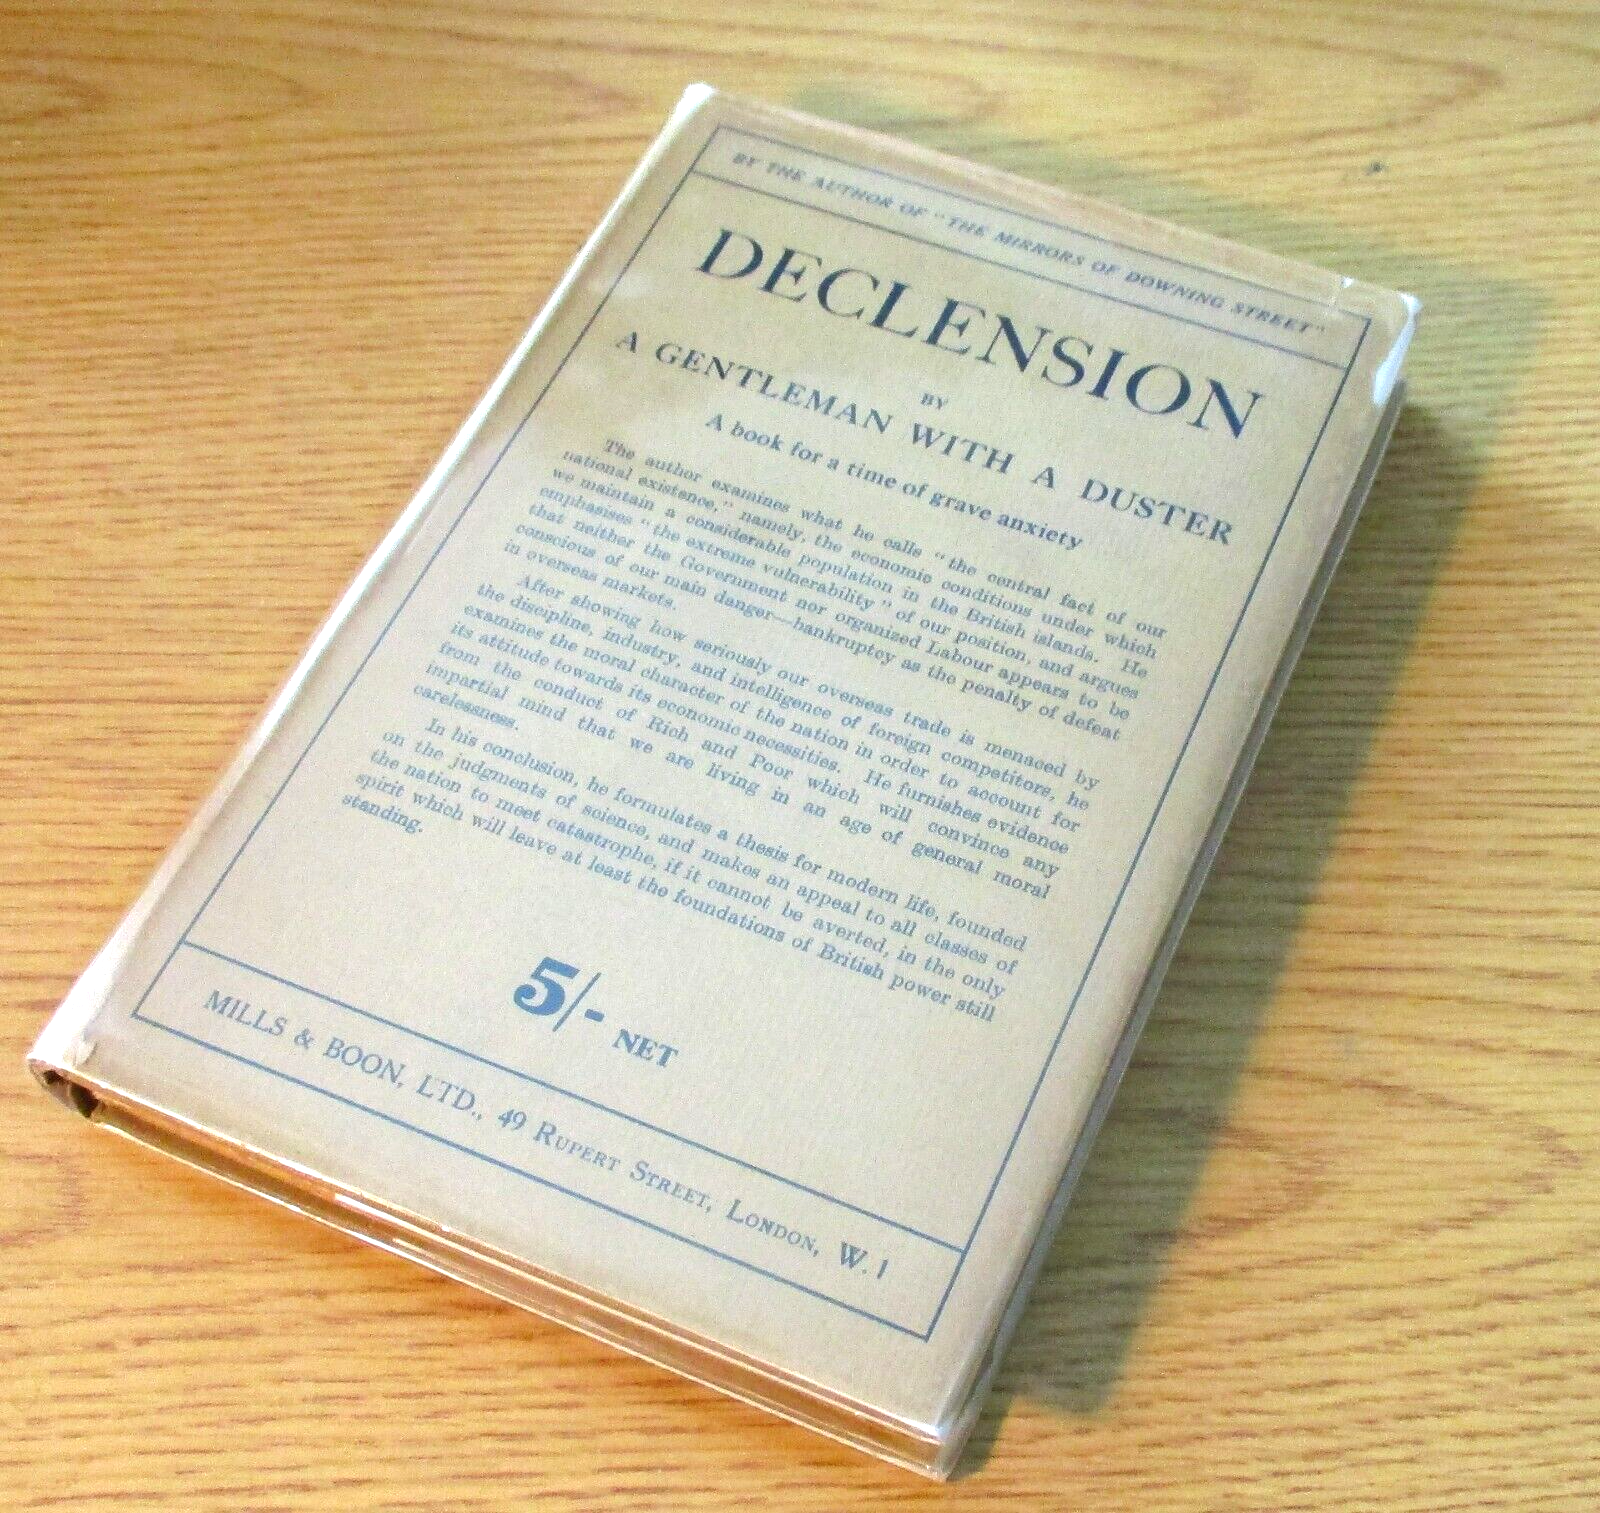 BY THE AUTHOR OF "THE MIRRORS OF DOWNING STREET"
DECLENSION
BY
A GENTLEMAN WITH A DUSTER
A book for a time of grave anxiety
The author examines what he calls "the central fact of our
national existence," namely, the economic conditions under which
we maintain a considerable population in the British islands. He
emphasises "the extreme vulnerability" of our position, and argues
that neither the Government nor organized Labour appears to be
conscious of our main danger—bankruptcy as the penalty of defeat
in overseas markets.
After showing how seriously our overseas trade is menaced by
the discipline, industry, and intelligence of foreign competitors, he
examines the moral character of the nation in order to account for
its attitude towards its economic necessities. He furnishes evidence
from the conduct of Rich and Poor which will convince any
impartial mind that we are living in an age of general moral
carelessness.
In his conclusion, he formulates a thesis for modern life, founded
on the judgments of science, and makes an appeal to all classes of
the nation to meet catastrophe, if it cannot be averted, in the only
spirit which will leave at least the foundations of British power still
standing.
5/- NET
MILLS & BOON, LTD., 49 RUPERT STREET, LONDON, W.1